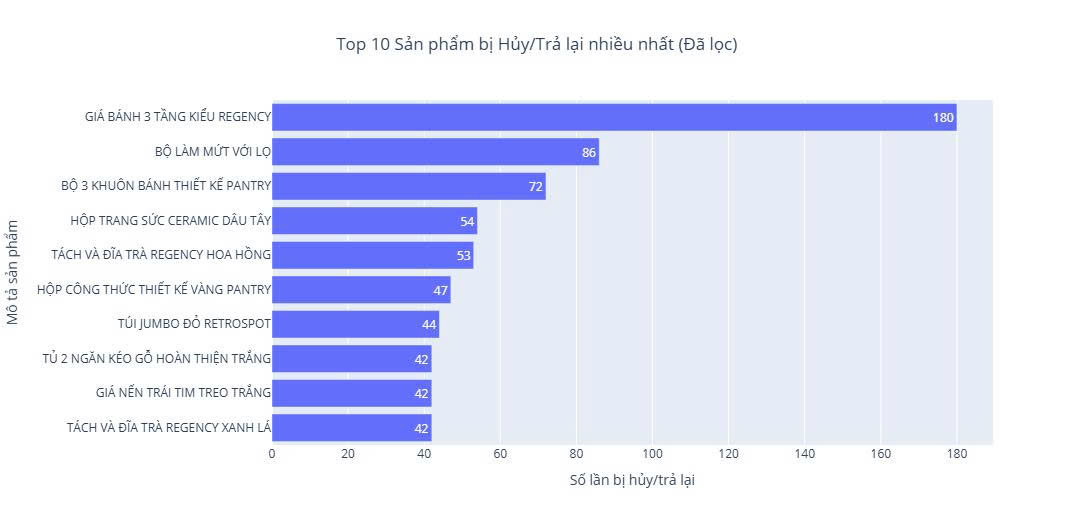 Top 10 Sản phẩm bị Hủy/Trả lại nhiều nhất (Đã lọc)
Mô tả sản phẩm
GIÁ BÁNH 3 TẦNG KIỂU REGENCY 180
BỘ LÀM MỨT VỚI LỌ 86
BỘ 3 KHUÔN BÁNH THIẾT KẾ PANTRY 72
HỘP TRANG SỨC CERAMIC DÂU TÂY 54
TÁCH VÀ ĐĨA TRÀ REGENCY HOA HỒNG 53
HỘP CÔNG THỨC THIẾT KẾ VÀNG PANTRY 47
TÚI JUMBO ĐỎ RETROSPOT 44
TỦ 2 NGĂN KÉO GỖ HOÀN THIỆN TRẮNG 42
GIÁ NẾN TRÁI TIM TREO TRẮNG 42
TÁCH VÀ ĐĨA TRÀ REGENCY XANH LÁ 42
0 20 40 60 80 100 120 140 160 180
Số lần bị hủy/trả lại